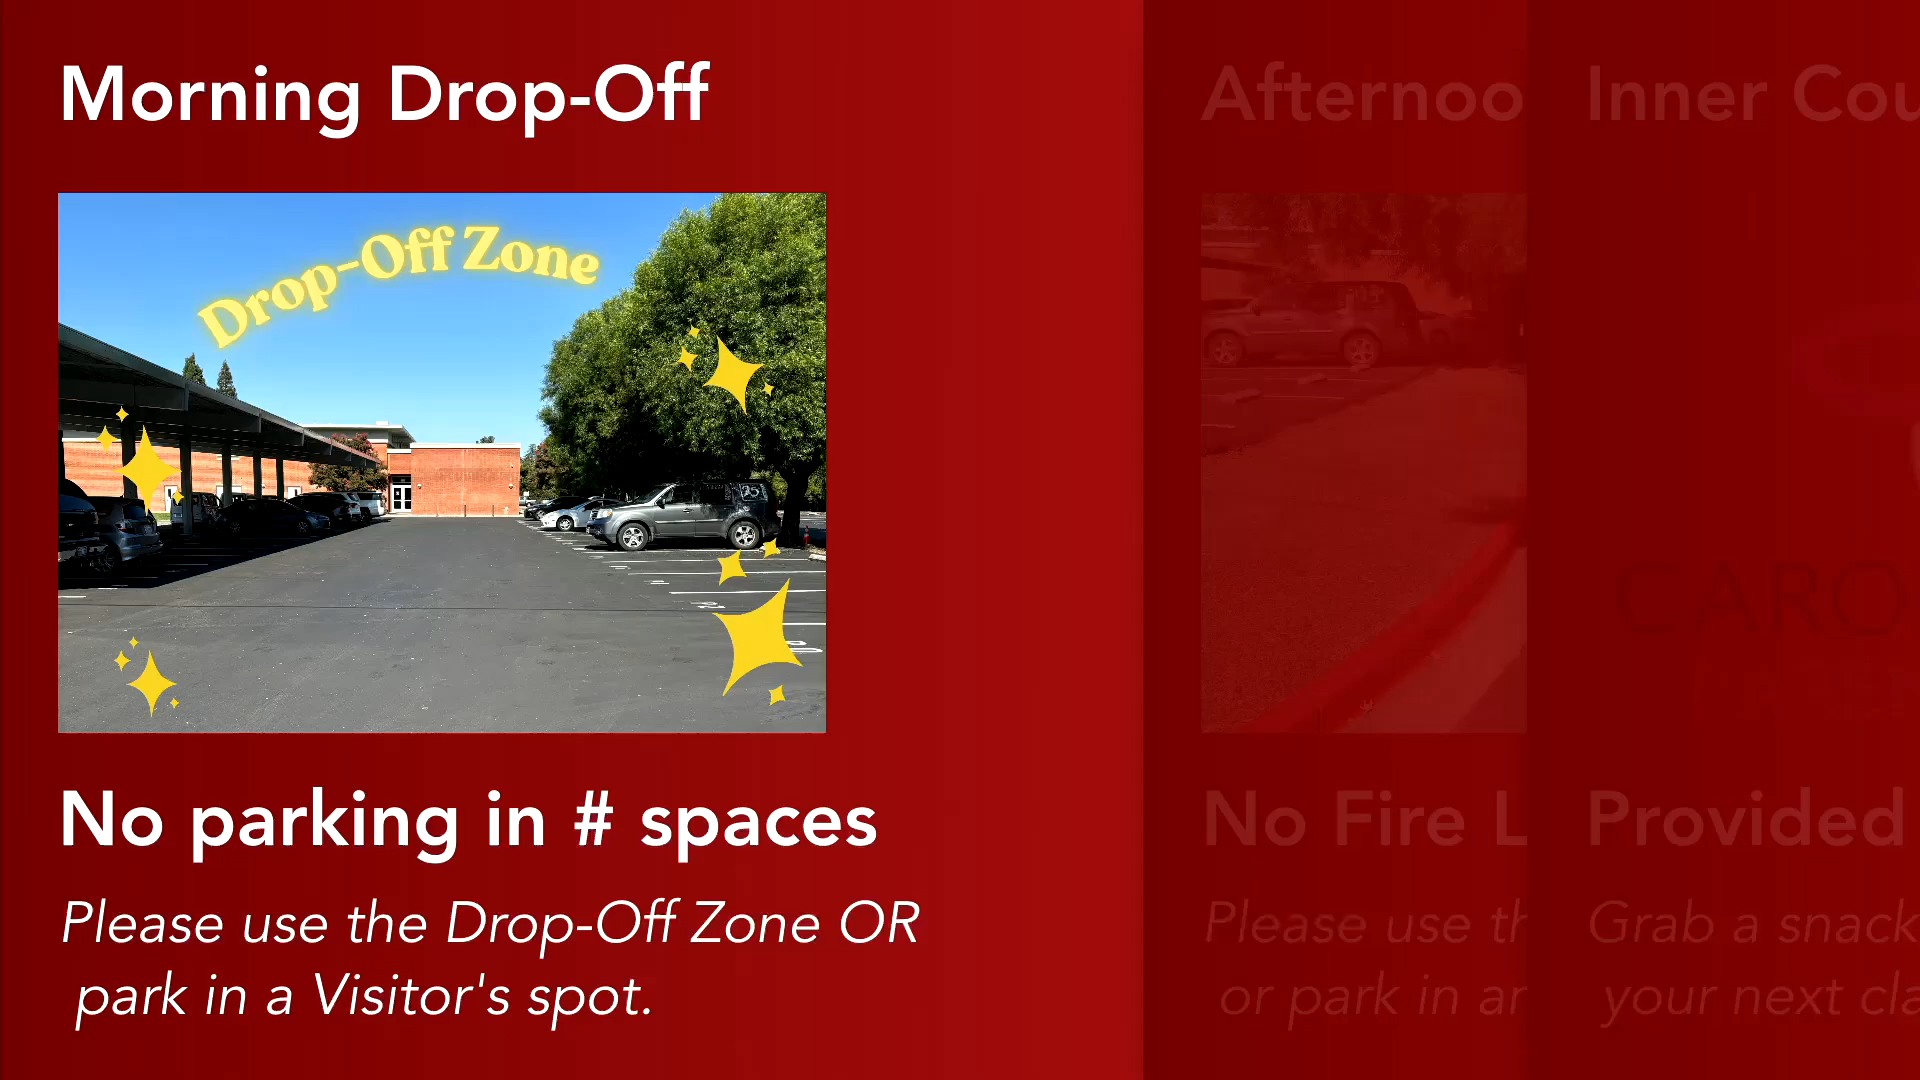 Morning Drop-Off
Drop-Off Zone
No parking in # spaces
Please use the Drop-Off Zone OR
park in a Visitor's spot.
Afternoo
No Fire L
Please use th
or park in an
Inner Cou
CARO
Provided
Grab a snack
your next cla